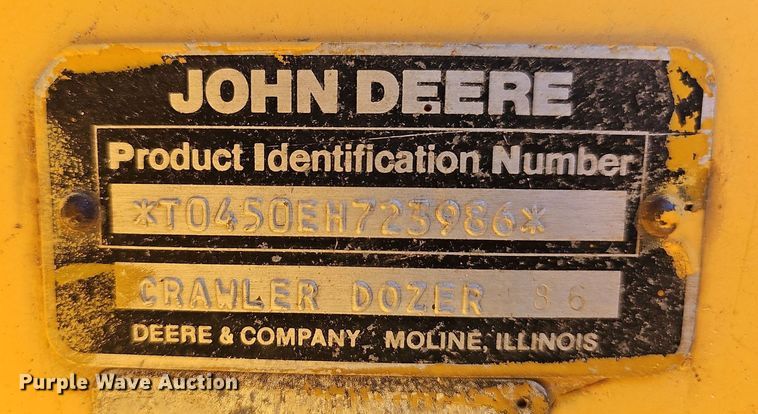 JOHN DEERE
Product Identification Number
*T0450EH723986*
CRAWLER DOZER 86
DEERE & COMPANY MOLINE, ILLINOIS
Purple Wave Auction